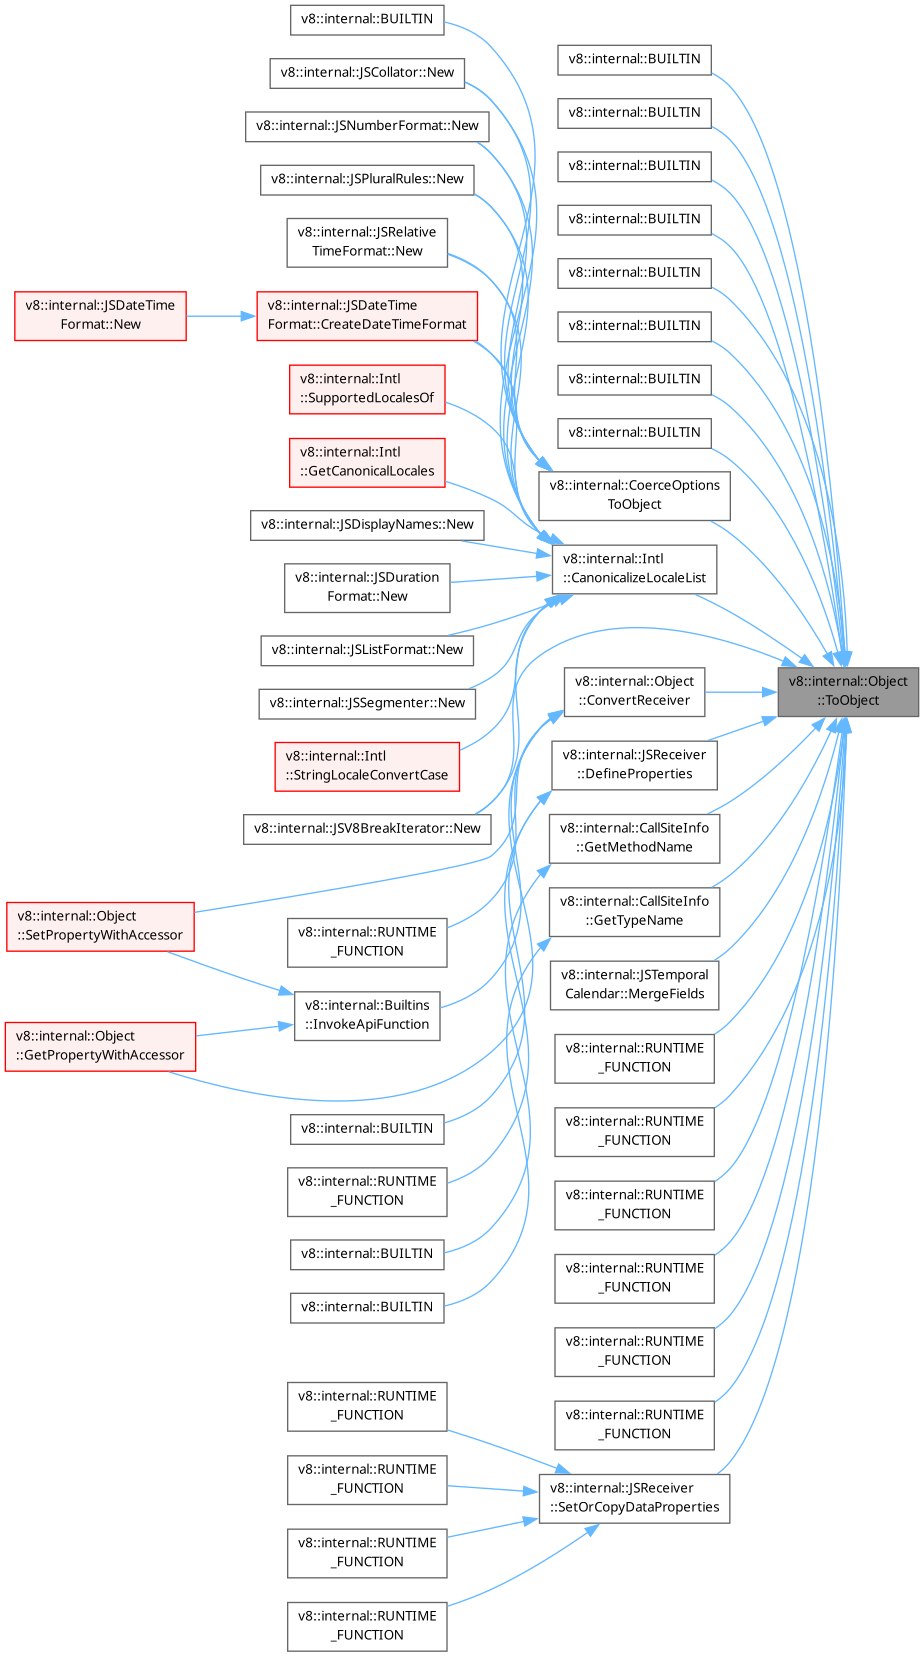 v8::internal::BUILTIN
v8::internal::JSCollator::New
v8::internal::JSNumberFormat::New
v8::internal::JSPluralRules::New
v8::internal::JSRelative
TimeFormat::New
v8::internal::JSDateTime
Format::New
v8::internal::JSDateTime
Format::CreateDateTimeFormat
v8::internal::Intl
::SupportedLocalesOf
v8::internal::Intl
::GetCanonicalLocales
v8::internal::JSDisplayNames::New
v8::internal::JSDuration
Format::New
v8::internal::JSListFormat::New
v8::internal::JSSegmenter::New
v8::internal::Intl
::StringLocaleConvertCase
v8::internal::JSV8BreakIterator::New
v8::internal::Object
::SetPropertyWithAccessor
v8::internal::RUNTIME
_FUNCTION
v8::internal::Builtins
::InvokeApiFunction
v8::internal::Object
::GetPropertyWithAccessor
v8::internal::BUILTIN
v8::internal::RUNTIME
_FUNCTION
v8::internal::BUILTIN
v8::internal::BUILTIN
v8::internal::RUNTIME
_FUNCTION
v8::internal::RUNTIME
_FUNCTION
v8::internal::RUNTIME
_FUNCTION
v8::internal::RUNTIME
_FUNCTION
v8::internal::BUILTIN
v8::internal::BUILTIN
v8::internal::BUILTIN
v8::internal::BUILTIN
v8::internal::BUILTIN
v8::internal::BUILTIN
v8::internal::BUILTIN
v8::internal::BUILTIN
v8::internal::CoerceOptions
ToObject
v8::internal::Intl
::CanonicalizeLocaleList
v8::internal::Object
::ConvertReceiver
v8::internal::JSReceiver
::DefineProperties
v8::internal::CallSiteInfo
::GetMethodName
v8::internal::CallSiteInfo
::GetTypeName
v8::internal::JSTemporal
Calendar::MergeFields
v8::internal::RUNTIME
_FUNCTION
v8::internal::RUNTIME
_FUNCTION
v8::internal::RUNTIME
_FUNCTION
v8::internal::RUNTIME
_FUNCTION
v8::internal::RUNTIME
_FUNCTION
v8::internal::RUNTIME
_FUNCTION
v8::internal::JSReceiver
::SetOrCopyDataProperties
v8::internal::Object
::ToObject